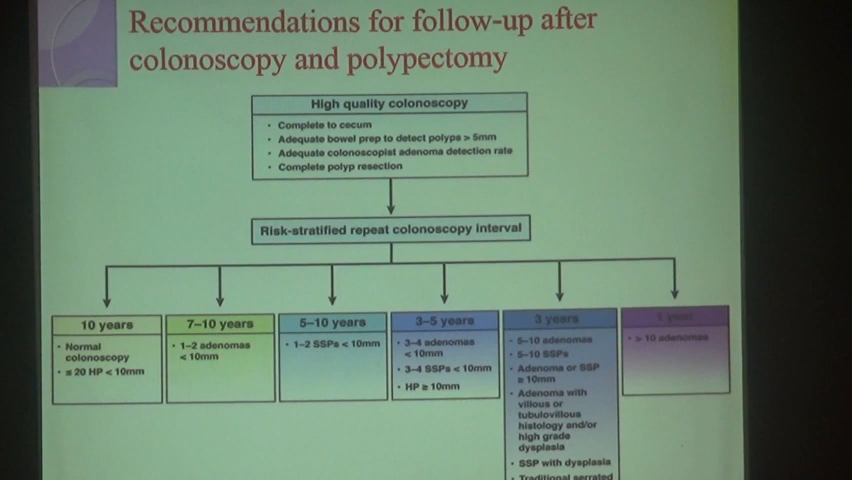 Recommendations for follow-up after
colonoscopy and polypectomy
High quality colonoscopy
• Complete to cecum
• Adequate bowel prep to detect polyps > 5mm
• Adequate colonoscopist adenoma detection rate
• Complete polyp resection
Risk-stratified repeat colonoscopy interval
10 years
• Normal
colonoscopy
• ≤ 20 HP < 10mm
7–10 years
• 1–2 adenomas
< 10mm
5–10 years
• 1–2 SSPs < 10mm
3–5 years
• 3–4 adenomas
< 10mm
• 3–4 SSPs < 10mm
• HP ≥ 10mm
3 years
• 5–10 adenomas
• 5–10 SSPs
• Adenoma or SSP
≥ 10mm
• Adenoma with
villous or
tubulovillous
histology and/or
high grade
dysplasia
• SSP with dysplasia
• Traditional serrated
1 year
• > 10 adenomas